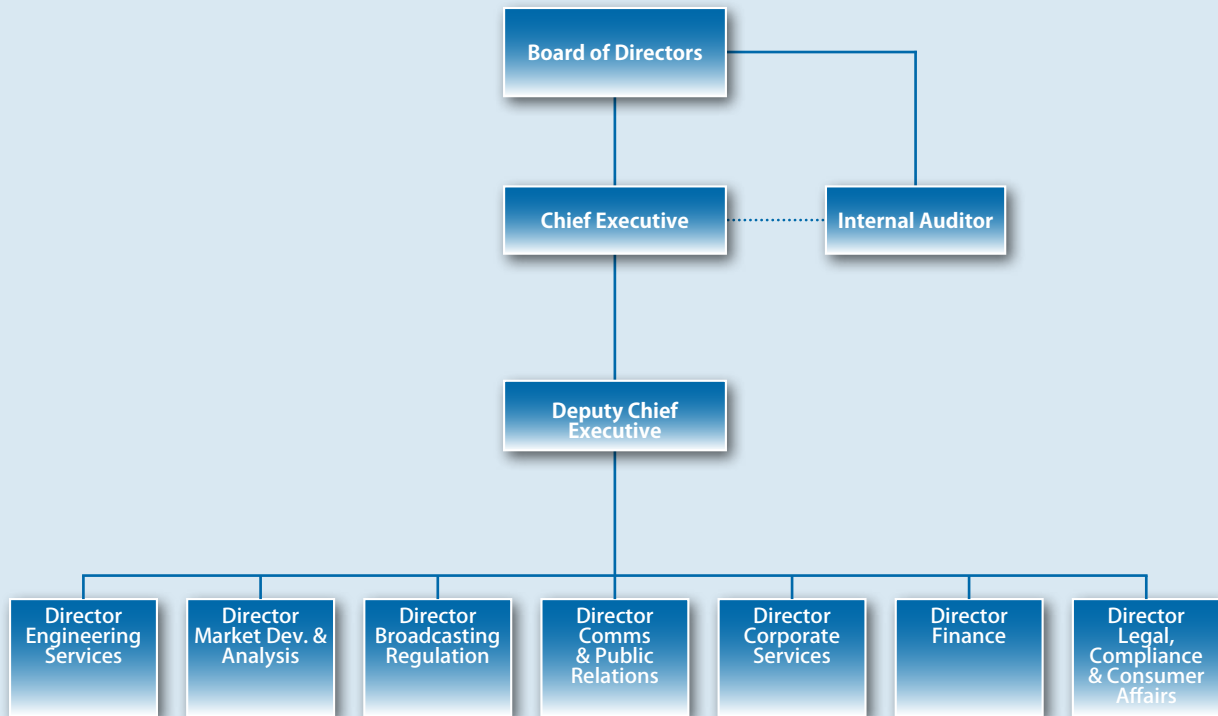 Board of Directors
Chief Executive
Internal Auditor
Deputy Chief
Executive
Director
Engineering
Services
Director
Market Dev. &
Analysis
Director
Broadcasting
Regulation
Director
Comms
& Public
Relations
Director
Corporate
Services
Director
Finance
Director
Legal,
Compliance
& Consumer
Affairs